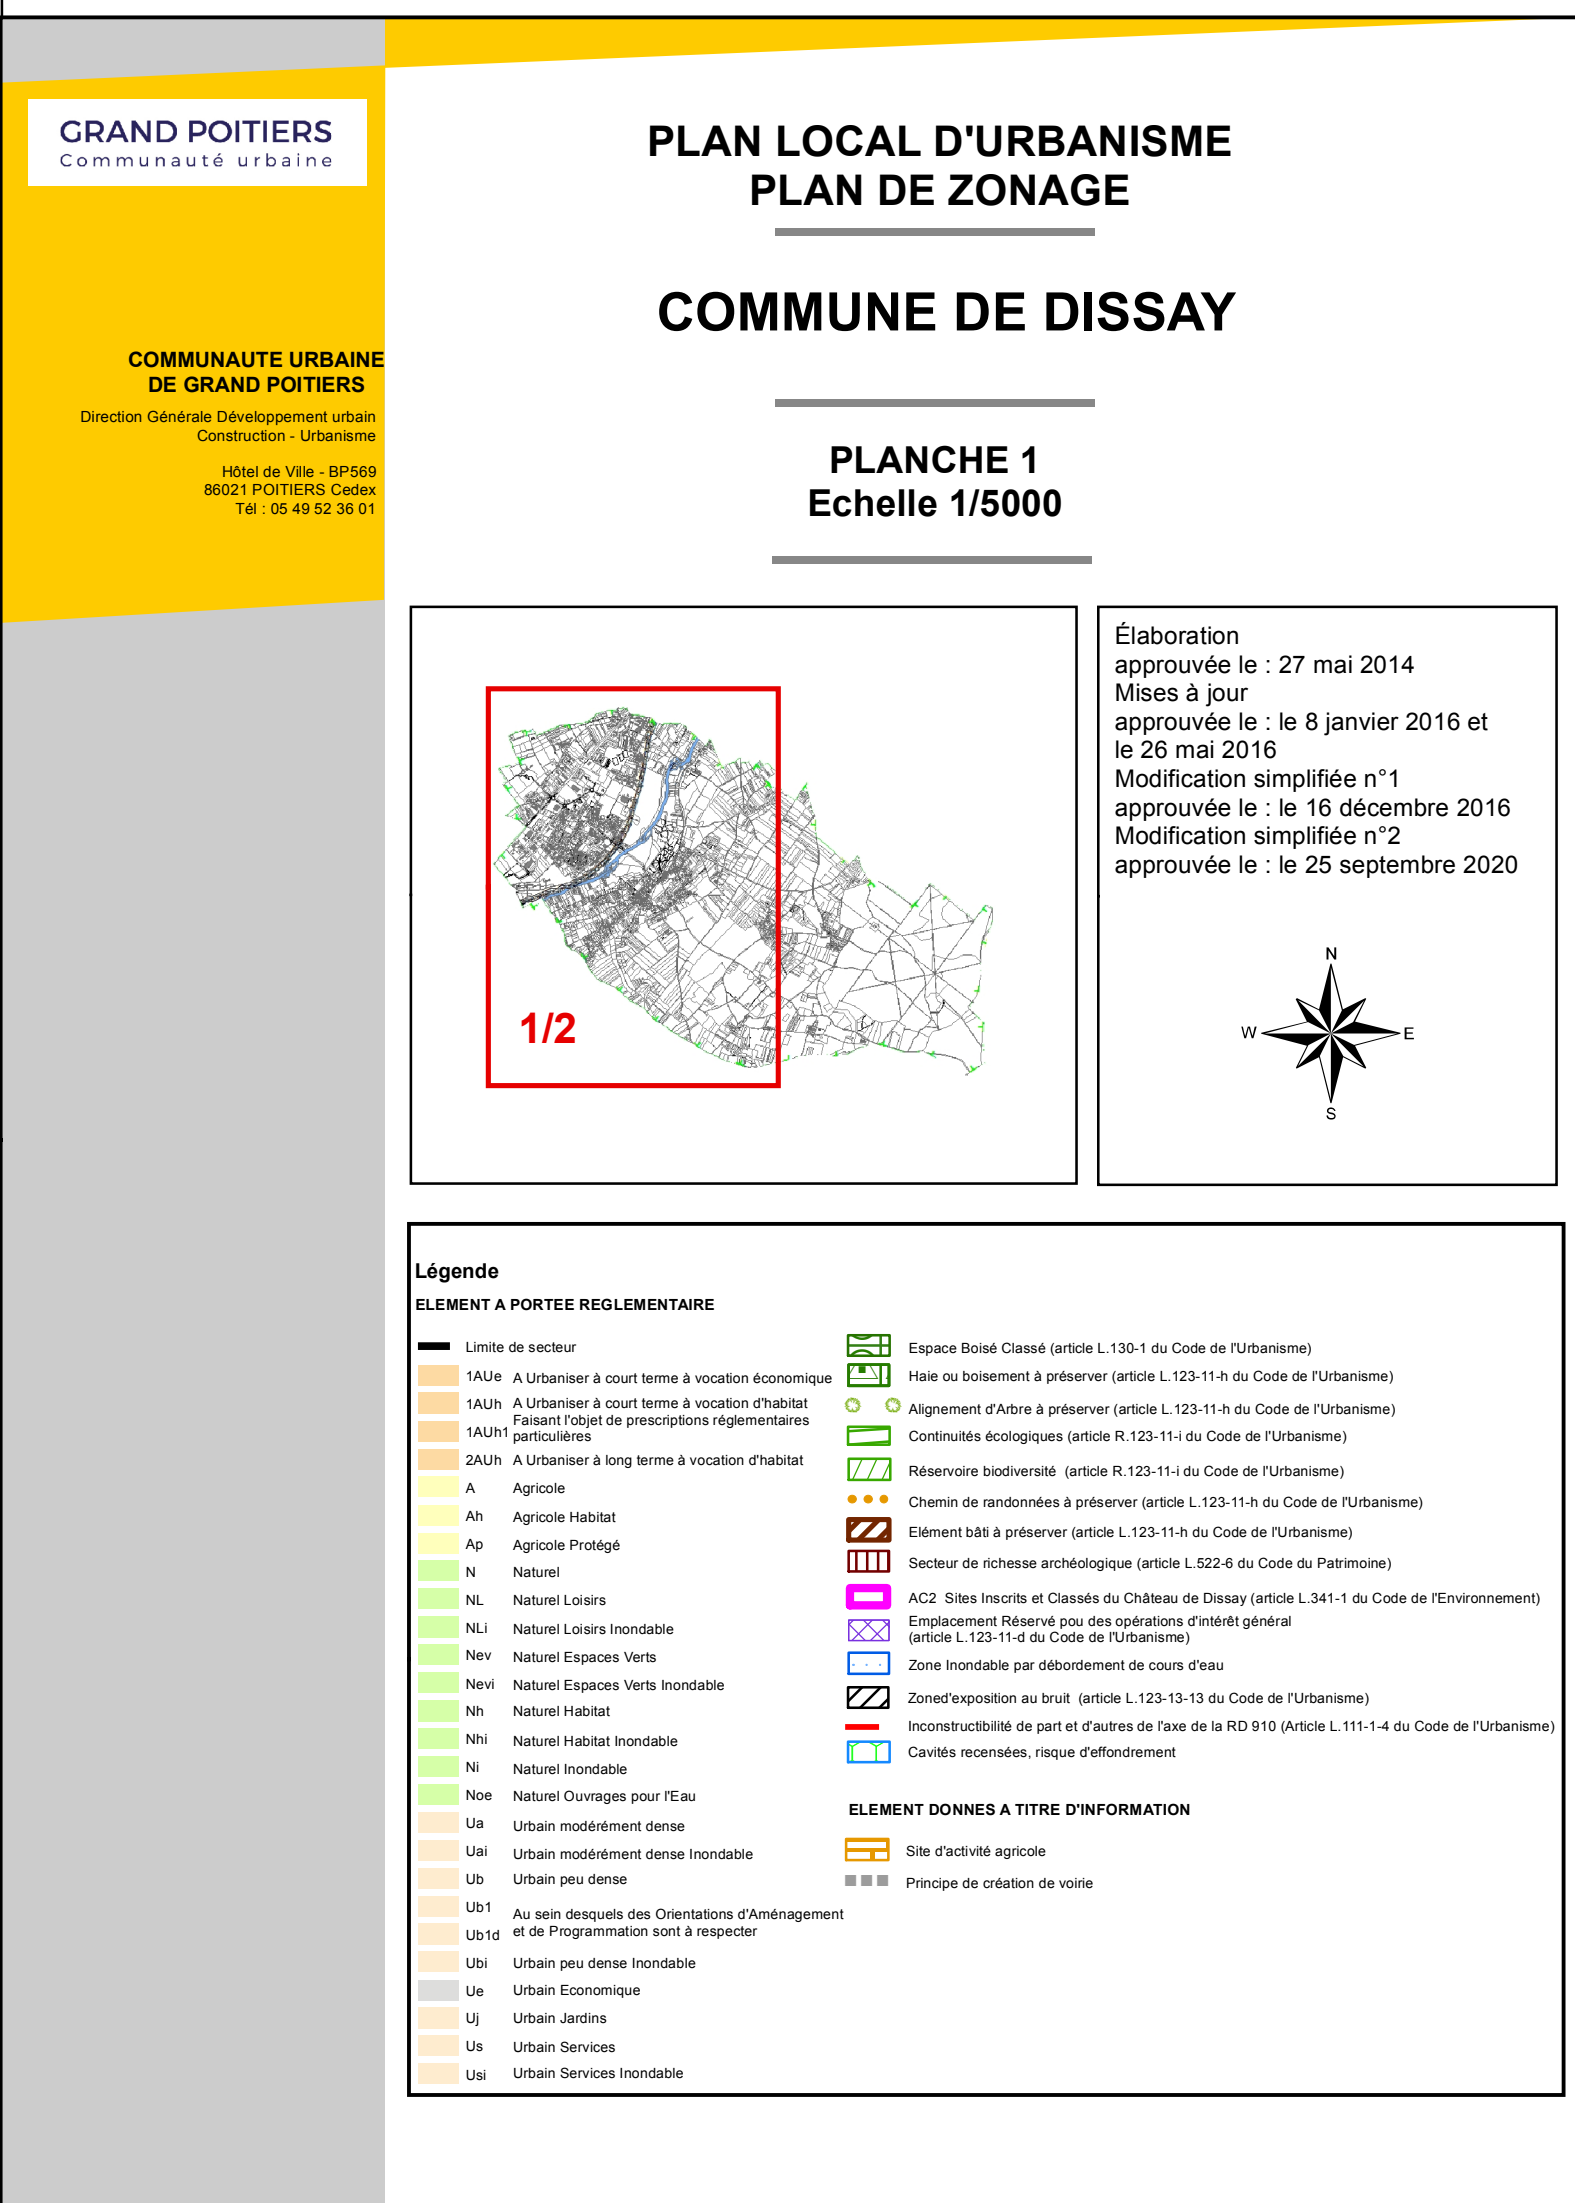 GRAND POITIERS
Communauté urbaine
COMMUNAUTE URBAINE
DE GRAND POITIERS
Direction Générale Développement urbain
Construction - Urbanisme
Hôtel de Ville - BP569
86021 POITIERS Cedex
Tél : 05 49 52 36 01
PLAN LOCAL D'URBANISME
PLAN DE ZONAGE
COMMUNE DE DISSAY
PLANCHE 1
Echelle 1/5000
1/2
Élaboration
approuvée le : 27 mai 2014
Mises à jour
approuvée le : le 8 janvier 2016 et
le 26 mai 2016
Modification simplifiée n°1
approuvée le : le 16 décembre 2016
Modification simplifiée n°2
approuvée le : le 25 septembre 2020
N
W E
S
Légende
ELEMENT A PORTEE REGLEMENTAIRE
Limite de secteur
1AUe A Urbaniser à court terme à vocation économique
1AUh A Urbaniser à court terme à vocation d'habitat
1AUh1 Faisant l'objet de prescriptions réglementaires
particulières
2AUh A Urbaniser à long terme à vocation d'habitat
A Agricole
Ah Agricole Habitat
Ap Agricole Protégé
N Naturel
NL Naturel Loisirs
NLi Naturel Loisirs Inondable
Nev Naturel Espaces Verts
Nevi Naturel Espaces Verts Inondable
Nh Naturel Habitat
Nhi Naturel Habitat Inondable
Ni Naturel Inondable
Noe Naturel Ouvrages pour l'Eau
Ua Urbain modérément dense
Uai Urbain modérément dense Inondable
Ub Urbain peu dense
Ub1 Au sein desquels des Orientations d'Aménagement
Ub1d et de Programmation sont à respecter
Ubi Urbain peu dense Inondable
Ue Urbain Economique
Uj Urbain Jardins
Us Urbain Services
Usi Urbain Services Inondable
Espace Boisé Classé (article L.130-1 du Code de l'Urbanisme)
Haie ou boisement à préserver (article L.123-11-h du Code de l'Urbanisme)
Alignement d'Arbre à préserver (article L.123-11-h du Code de l'Urbanisme)
Continuités écologiques (article R.123-11-i du Code de l'Urbanisme)
Réservoire biodiversité (article R.123-11-i du Code de l'Urbanisme)
Chemin de randonnées à préserver (article L.123-11-h du Code de l'Urbanisme)
Elément bâti à préserver (article L.123-11-h du Code de l'Urbanisme)
Secteur de richesse archéologique (article L.522-6 du Code du Patrimoine)
AC2 Sites Inscrits et Classés du Château de Dissay (article L.341-1 du Code de l'Environnement)
Emplacement Réservé pou des opérations d'intérêt général
(article L.123-11-d du Code de l'Urbanisme)
Zone Inondable par débordement de cours d'eau
Zoned'exposition au bruit (article L.123-13-13 du Code de l'Urbanisme)
Inconstructibilité de part et d'autres de l'axe de la RD 910 (Article L.111-1-4 du Code de l'Urbanisme)
Cavités recensées, risque d'effondrement
ELEMENT DONNES A TITRE D'INFORMATION
Site d'activité agricole
Principe de création de voirie